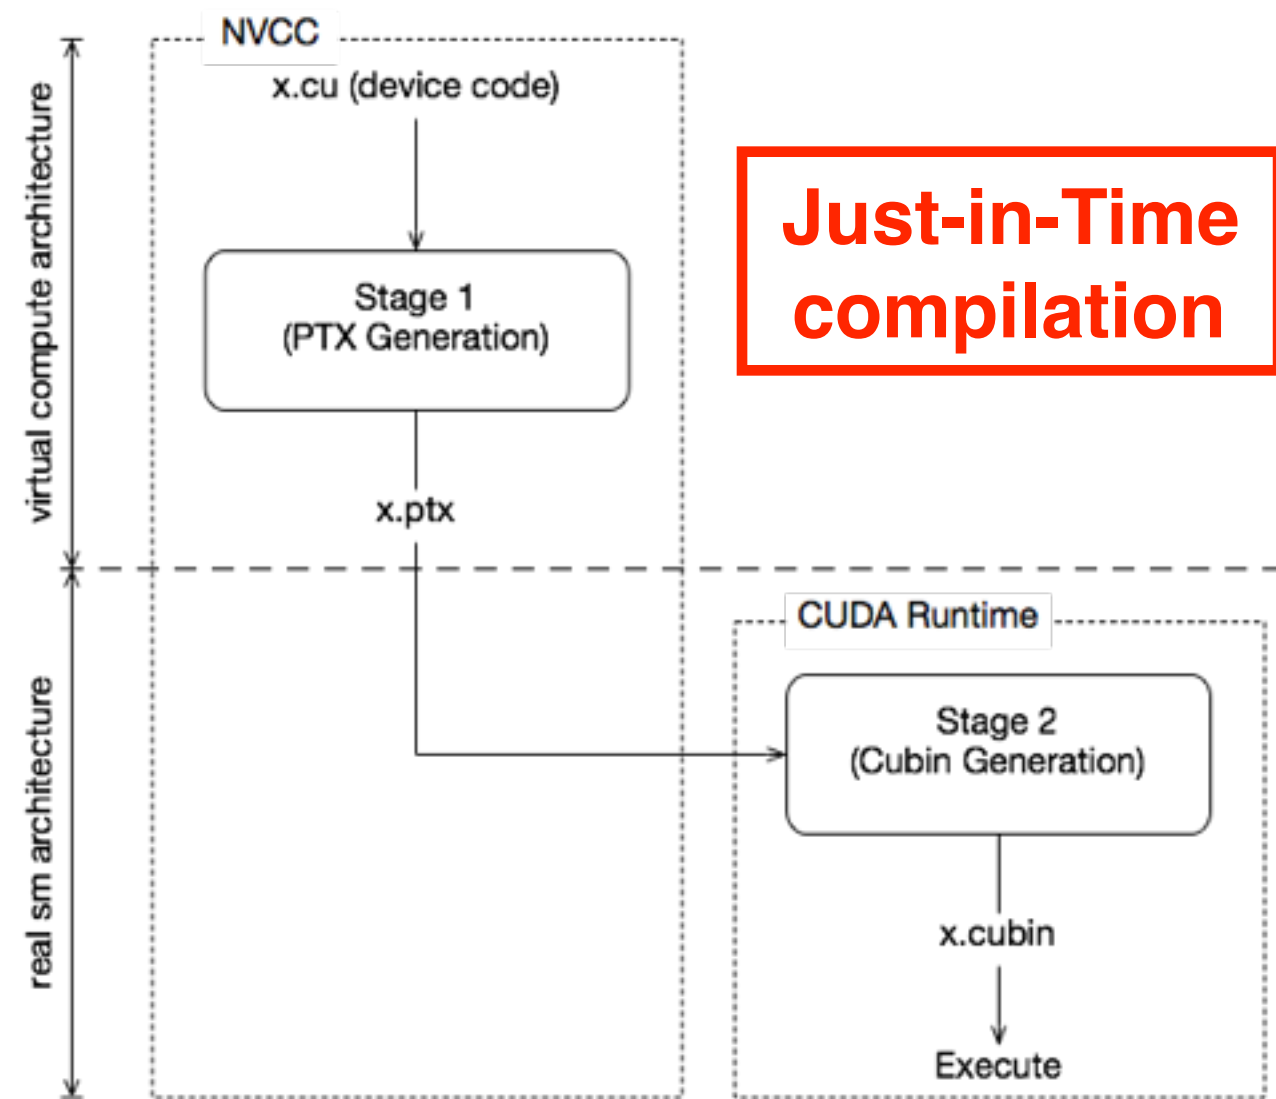 NVCC
x.cu (device code)
virtual compute architecture
Just-in-Time
compilation
Stage 1
(PTX Generation)
x.ptx
CUDA Runtime
real sm architecture
Stage 2
(Cubin Generation)
x.cubin
Execute